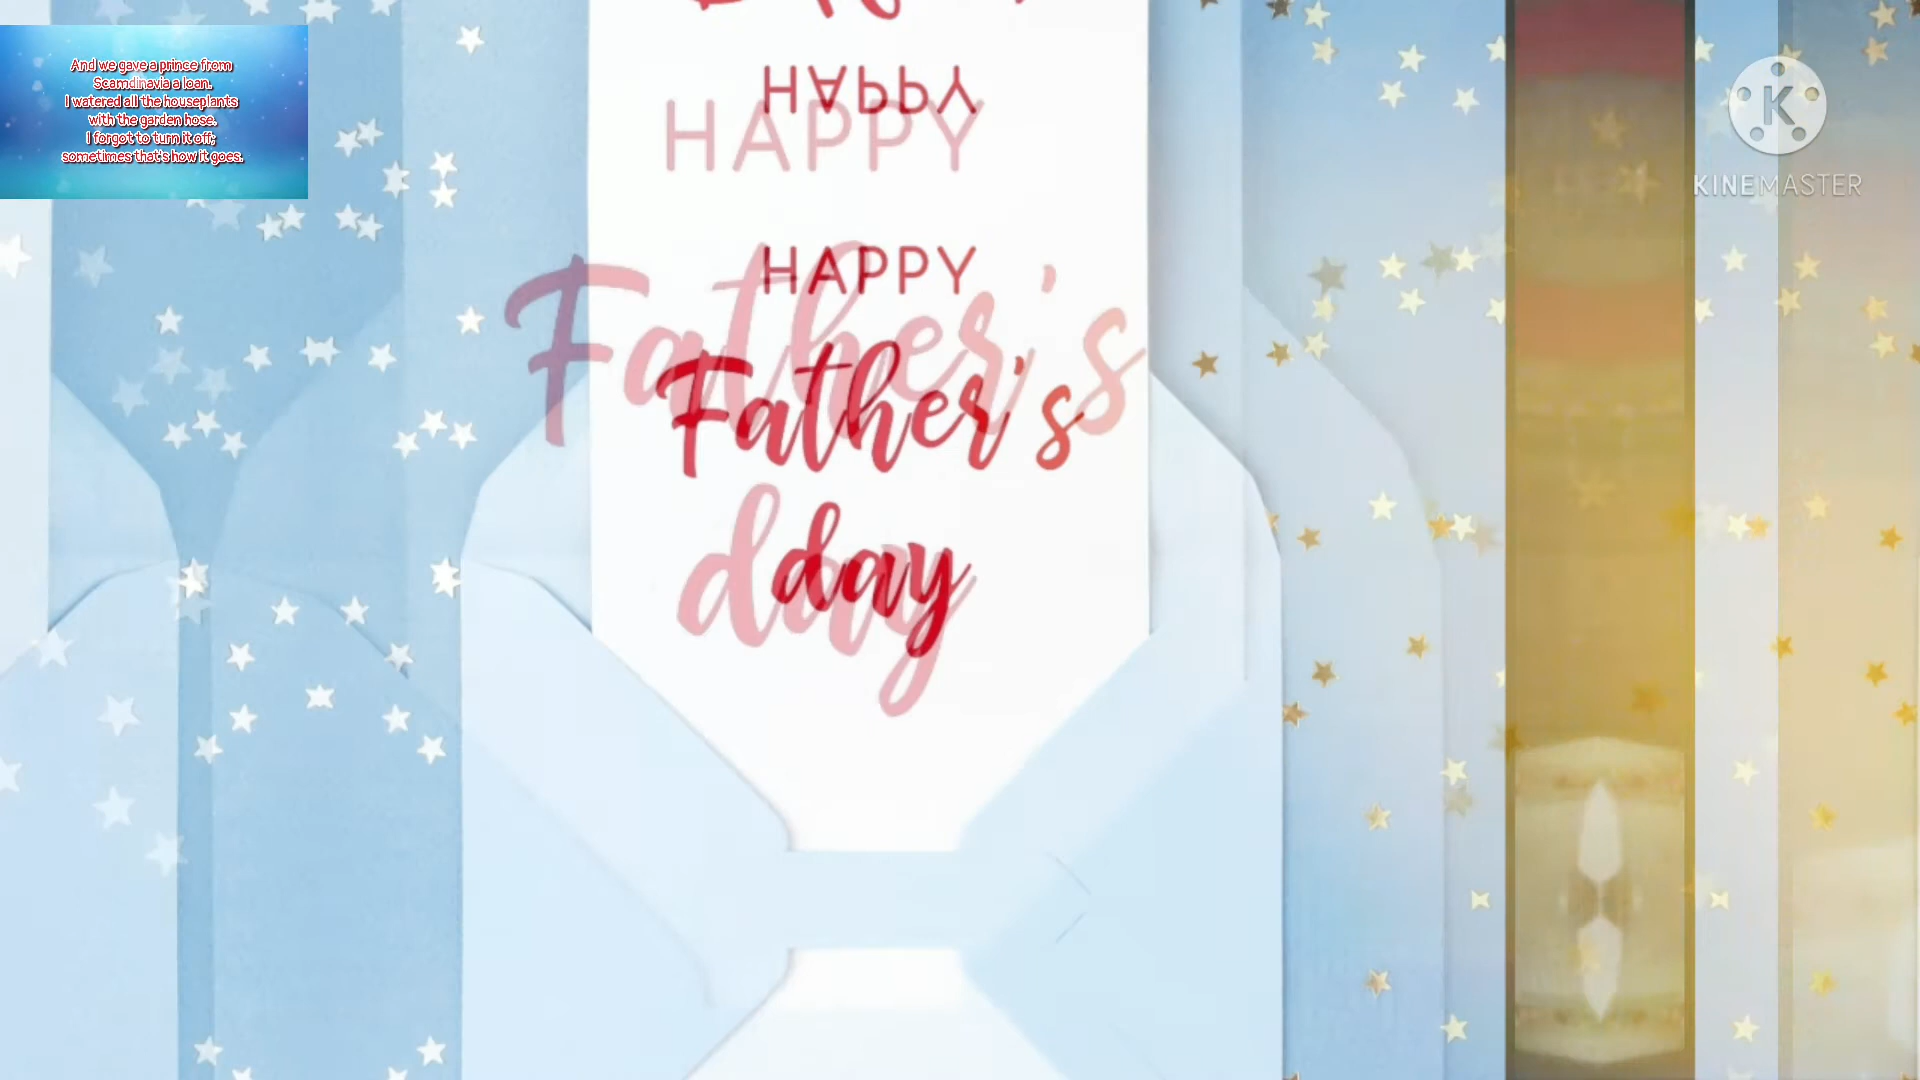 And we gave a prince from
Scamdinavia a loan.
I watered all the houseplants
with the garden hose.
I forgot to turn it off;
sometimes that's how it goes.
HAPPY
HAPPY
HAPPY
Father's
Father's
day
day
K
KINEMASTER